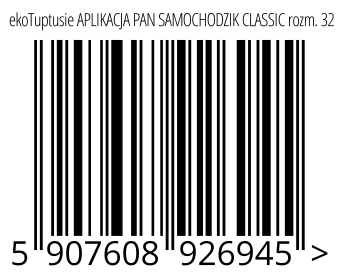 ekoTuptusie APLIKACJA PAN SAMOCHODZIK CLASSIC rozm. 32
5 907608 926945 >